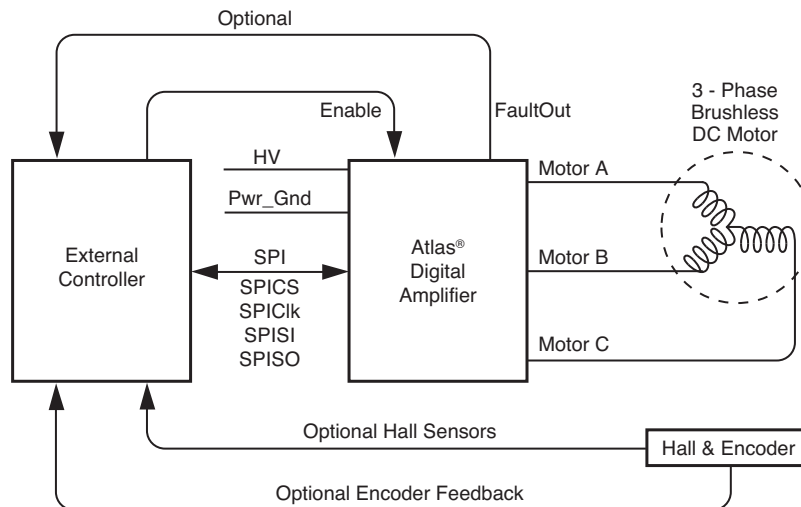 Optional
Enable
FaultOut
3 - Phase
Brushless
DC Motor
HV
Pwr_Gnd
Motor A
External
Controller
SPI
SPICS
SPIClk
SPISI
SPISO
Atlas®
Digital
Amplifier
Motor B
Motor C
Optional Hall Sensors
Hall & Encoder
Optional Encoder Feedback